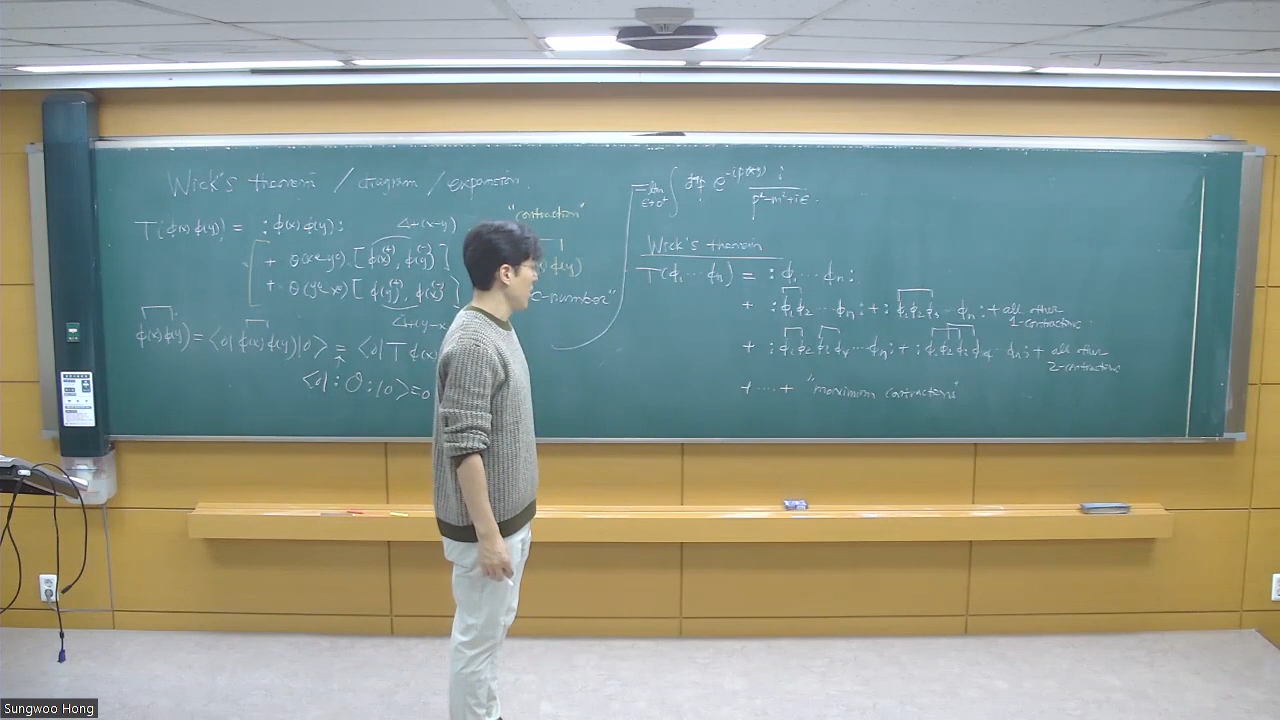 Wick's theorem / diagram / expansion.
T(ϕ(x)ϕ(y)) = :ϕ(x)ϕ(y):
Δ+(x-y)
+ θ(x⁰-y⁰)[ϕ(x)⁽⁺⁾, ϕ(y)⁽⁻⁾]
+ θ(y⁰-x⁰)[ϕ(y)⁽⁺⁾, ϕ(x)⁽⁻⁾]
Δ+(y-x
"contraction"
ϕ(y)
"c-number"
ϕ(x)ϕ(y) = <0|ϕ(x)ϕ(y)|0> = <0|Tϕ(x
<0|:O:|0>=0
= lim ε→0⁺ ∫ d⁴p e^{-ip(x-y)} i / p²-m²+iε .
Wick's theorem
T(ϕ₁⋯ϕn) = :ϕ₁⋯ϕn:
+ :ϕ₁ϕ₂⋯ϕn: + :ϕ₁ϕ₂ϕ₃⋯ϕn: + all other
1-contractions.
+ :ϕ₁ϕ₂ϕ₃ϕ₄⋯ϕn: + :ϕ₁ϕ₂ϕ₃ϕ₄⋯ϕn: + all other
2-contractions
+ ⋯ + "maximum contractions"
Sungwoo Hong